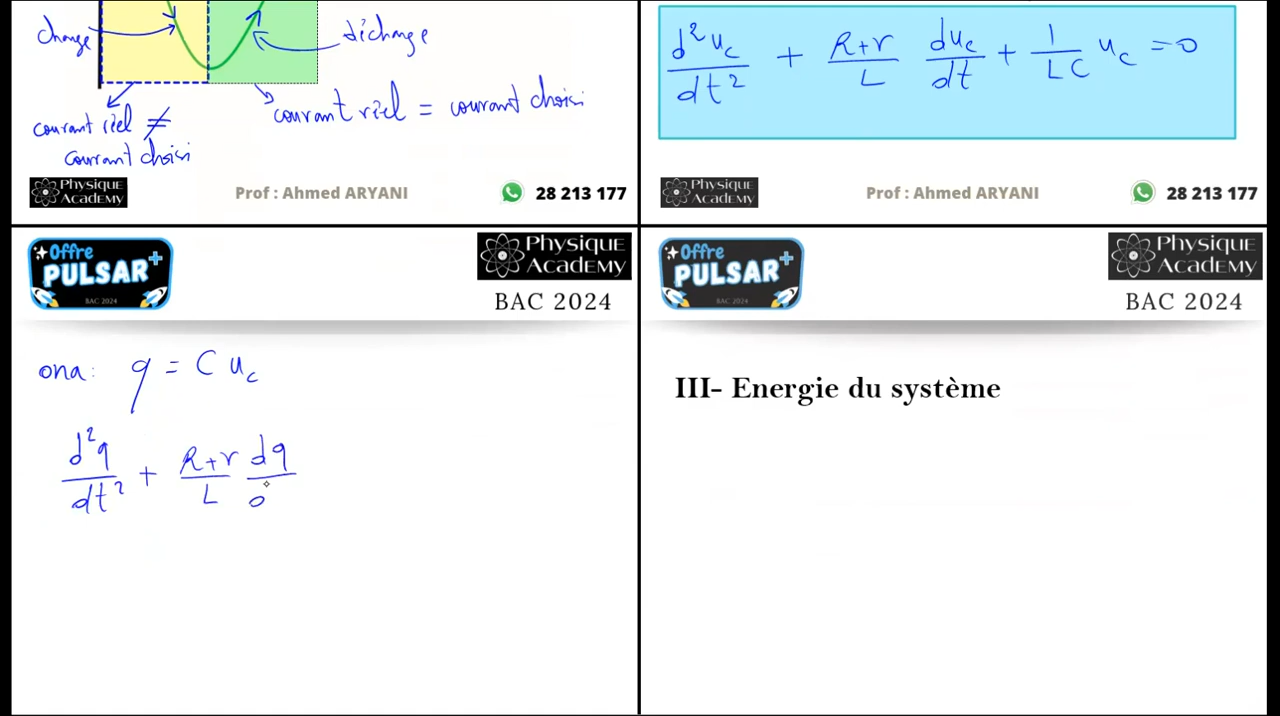 charge
décharge
courant réel ≠
courant choisi
courant réel = courant choisi
Physique
Academy
Prof : Ahmed ARYANI
28 213 177
d²u_c/dt² + (R+r)/L du_c/dt + 1/(LC) u_c = 0
Physique
Academy
Prof : Ahmed ARYANI
28 213 177
Offre
PULSAR+
BAC 2024
Physique
Academy
BAC 2024
ona: q = C u_c
d²q/dt² + (R+r)/L dq/
Offre
PULSAR+
BAC 2024
Physique
Academy
BAC 2024
III- Energie du système